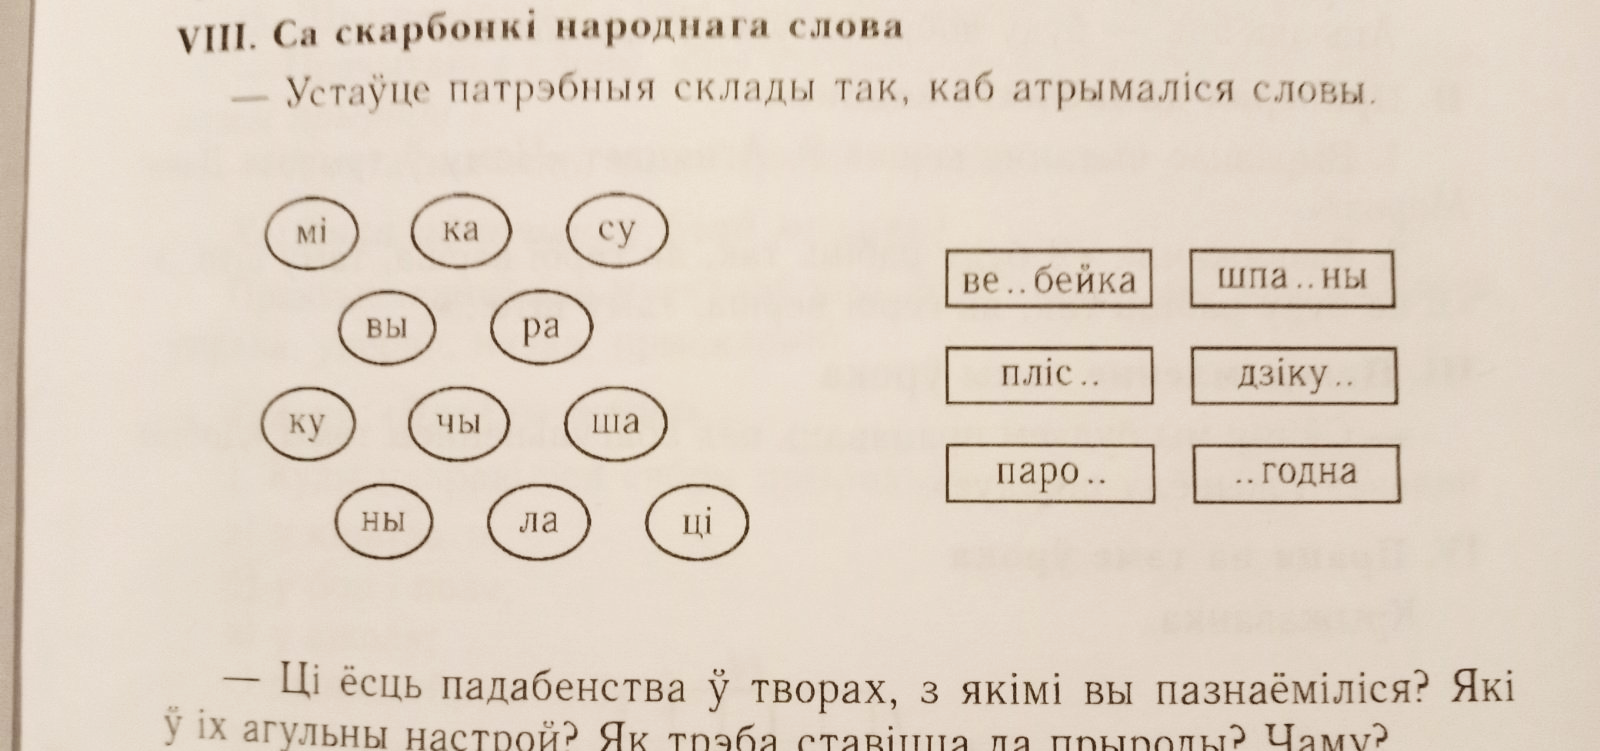 VIII. Са скарбонкі народнага слова
— Устаўце патрэбныя склады так, каб атрымаліся словы.
мі ка су
вы ра
ку чы ша
ны ла ці
ве..бейка шпа..ны
пліс.. дзіку..
паро.. ..годна
— Ці ёсць падабенства ў творах, з якімі вы пазнаёміліся? Які
ў іх агульны настрой? Як трэба ставіцца да прыроды? Чаму?